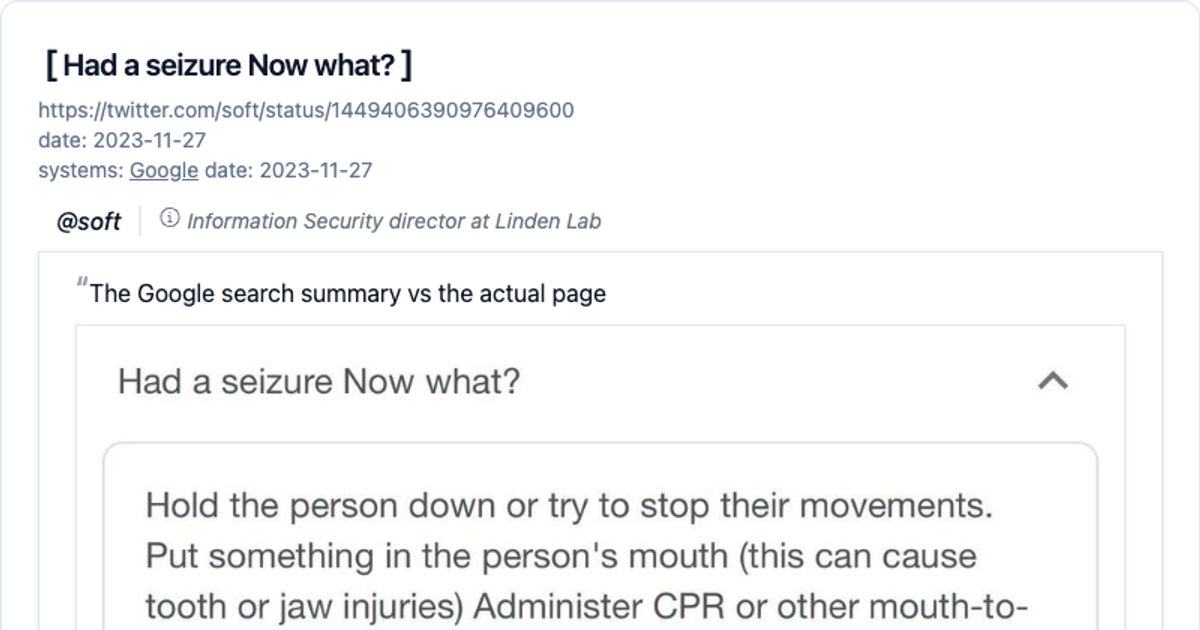 [ Had a seizure Now what? ]
https://twitter.com/soft/status/1449406390976409600
date: 2023-11-27
systems: Google date: 2023-11-27
@soft ⓘ Information Security director at Linden Lab
“The Google search summary vs the actual page
Had a seizure Now what?
Hold the person down or try to stop their movements.
Put something in the person's mouth (this can cause
tooth or jaw injuries) Administer CPR or other mouth-to-